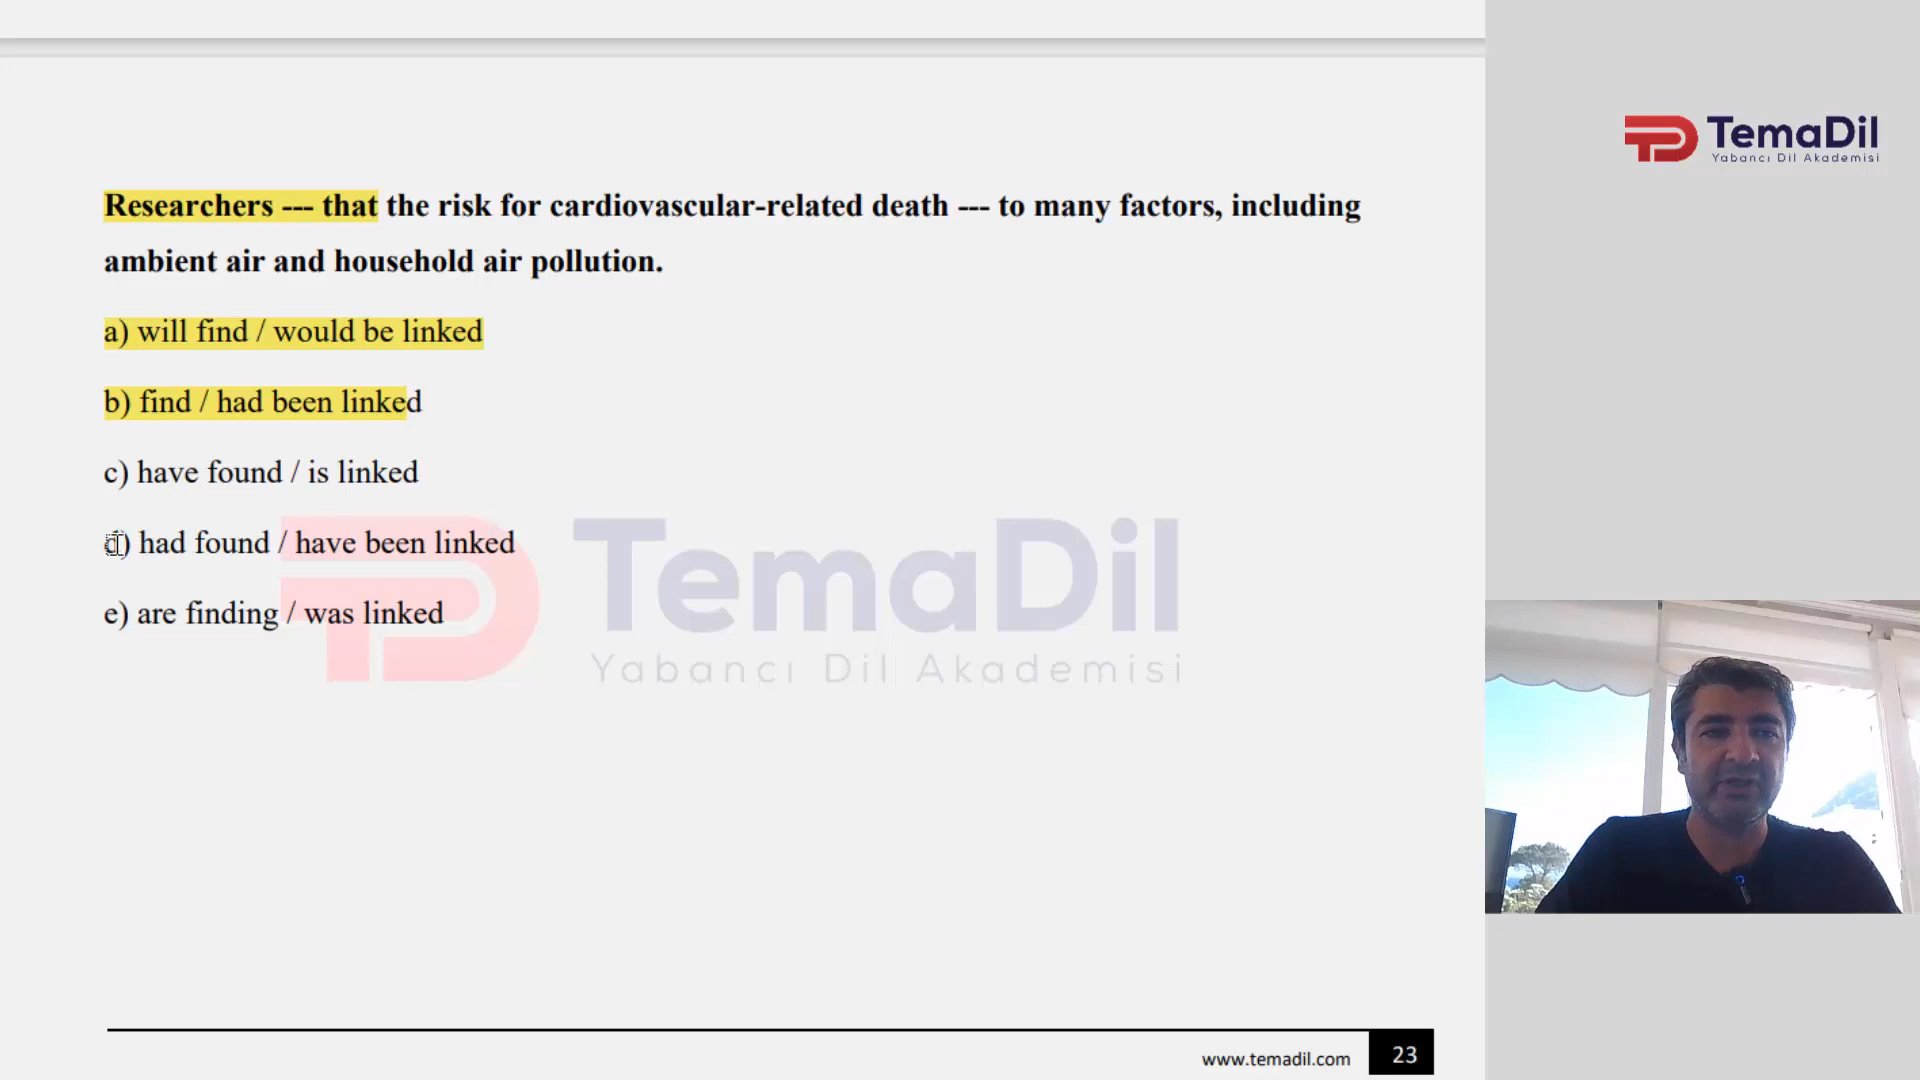 TemaDil
Yabancı Dil Akademisi
Researchers --- that the risk for cardiovascular-related death --- to many factors, including
ambient air and household air pollution.
a) will find / would be linked
b) find / had been linked
c) have found / is linked
d) had found / have been linked
e) are finding / was linked
TemaDil
Yabancı Dil Akademisi
www.temadil.com
23